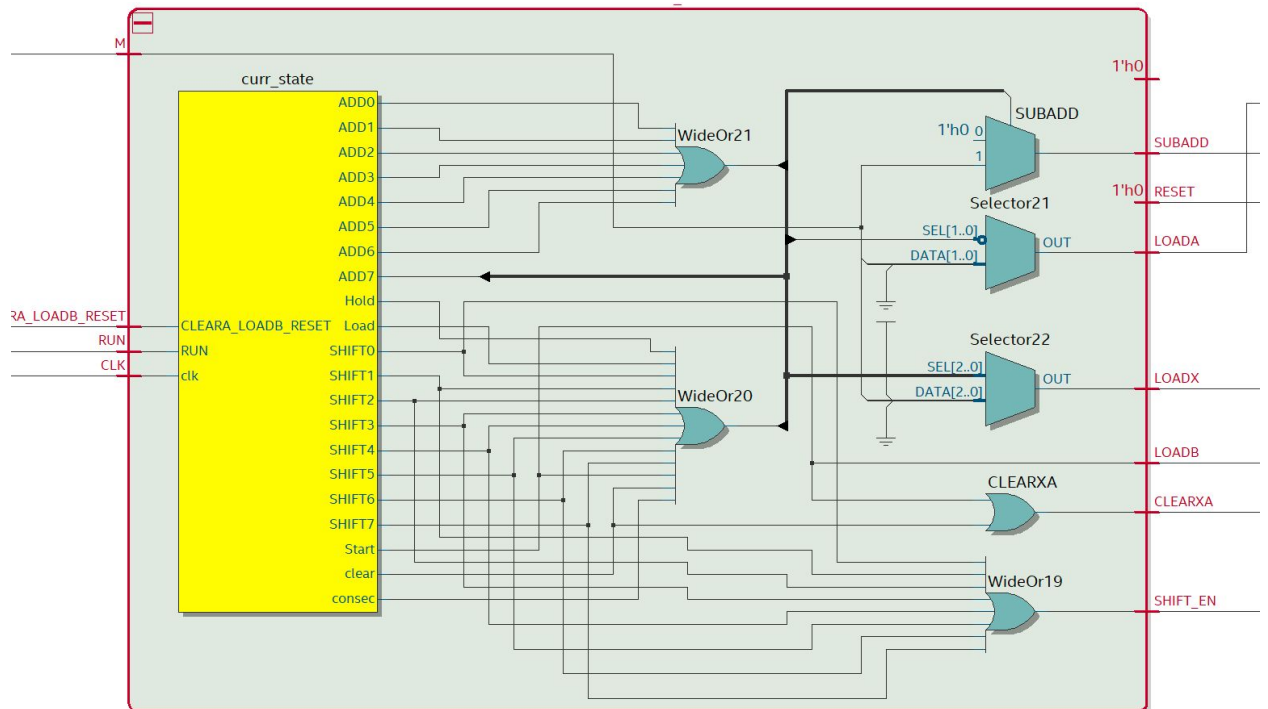 M
curr_state
ADD0
ADD1
ADD2
ADD3
ADD4
ADD5
ADD6
ADD7
Hold
Load
SHIFT0
SHIFT1
SHIFT2
SHIFT3
SHIFT4
SHIFT5
SHIFT6
SHIFT7
Start
clear
consec
RA_LOADB_RESET
RUN
CLK
CLEARA_LOADB_RESET
RUN
clk
WideOr21
WideOr20
1'h0
SUBADD
1'h0 0
1
SUBADD
1'h0
RESET
Selector21
SEL[1..0]
DATA[1..0]
OUT
LOADA
Selector22
SEL[2..0]
DATA[2..0]
OUT
LOADX
LOADB
CLEARXA
CLEARXA
WideOr19
SHIFT_EN